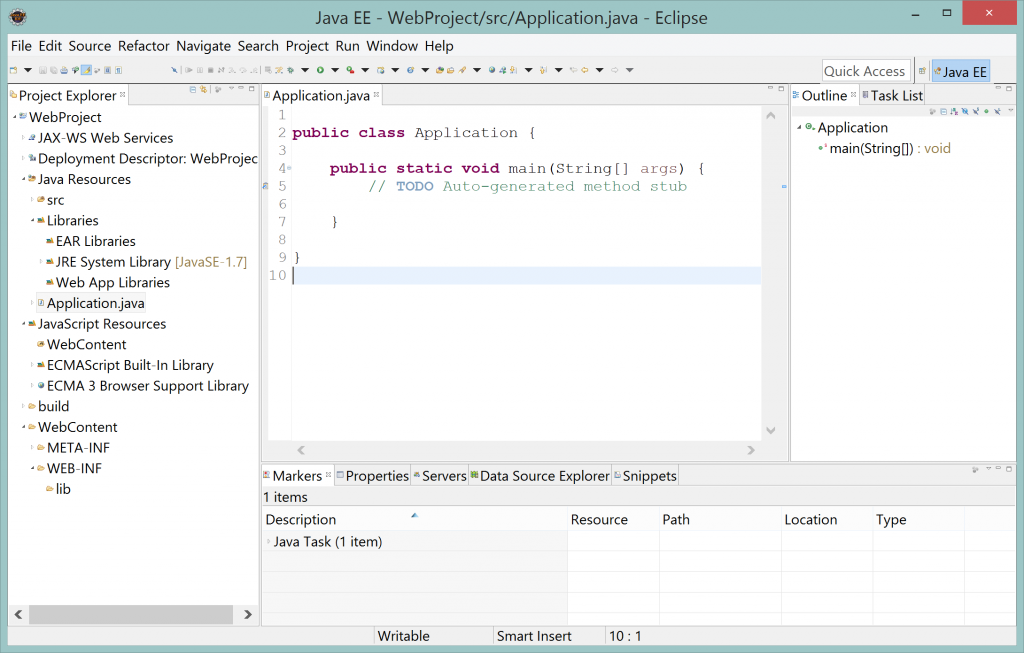 Java EE - WebProject/src/Application.java - Eclipse
File Edit Source Refactor Navigate Search Project Run Window Help
Quick Access
Java EE
Project Explorer
WebProject
JAX-WS Web Services
Deployment Descriptor: WebProjec
Java Resources
src
Libraries
EAR Libraries
JRE System Library [JavaSE-1.7]
Web App Libraries
Application.java
JavaScript Resources
WebContent
ECMAScript Built-In Library
ECMA 3 Browser Support Library
build
WebContent
META-INF
WEB-INF
lib
Application.java
1
2 public class Application {
3
4 public static void main(String[] args) {
5 // TODO Auto-generated method stub
6
7 }
8
9 }
10
Outline Task List
Application
main(String[]) : void
Markers Properties Servers Data Source Explorer Snippets
1 items
Description Resource Path Location Type
Java Task (1 item)
Writable Smart Insert 10 : 1